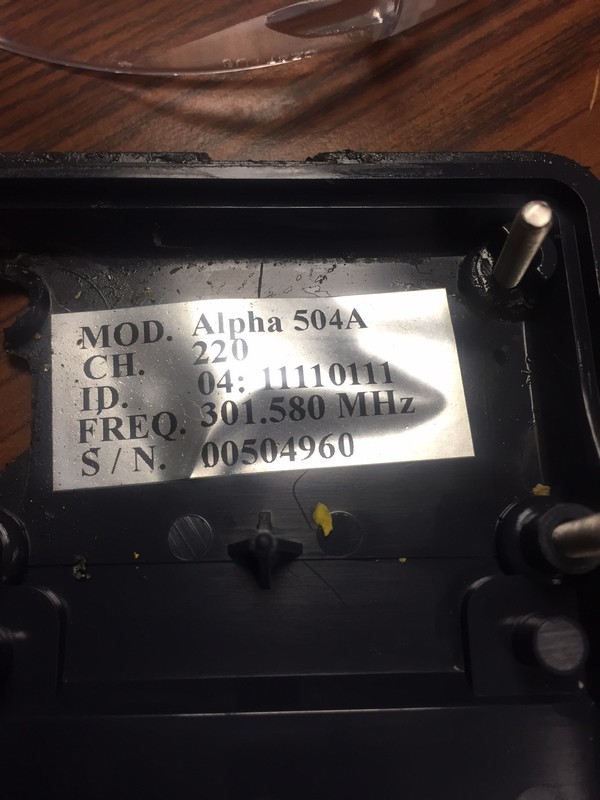 MOD. Alpha 504A
CH. 220
ID. 04: 11110111
FREQ. 301.580 MHz
S / N. 00504960